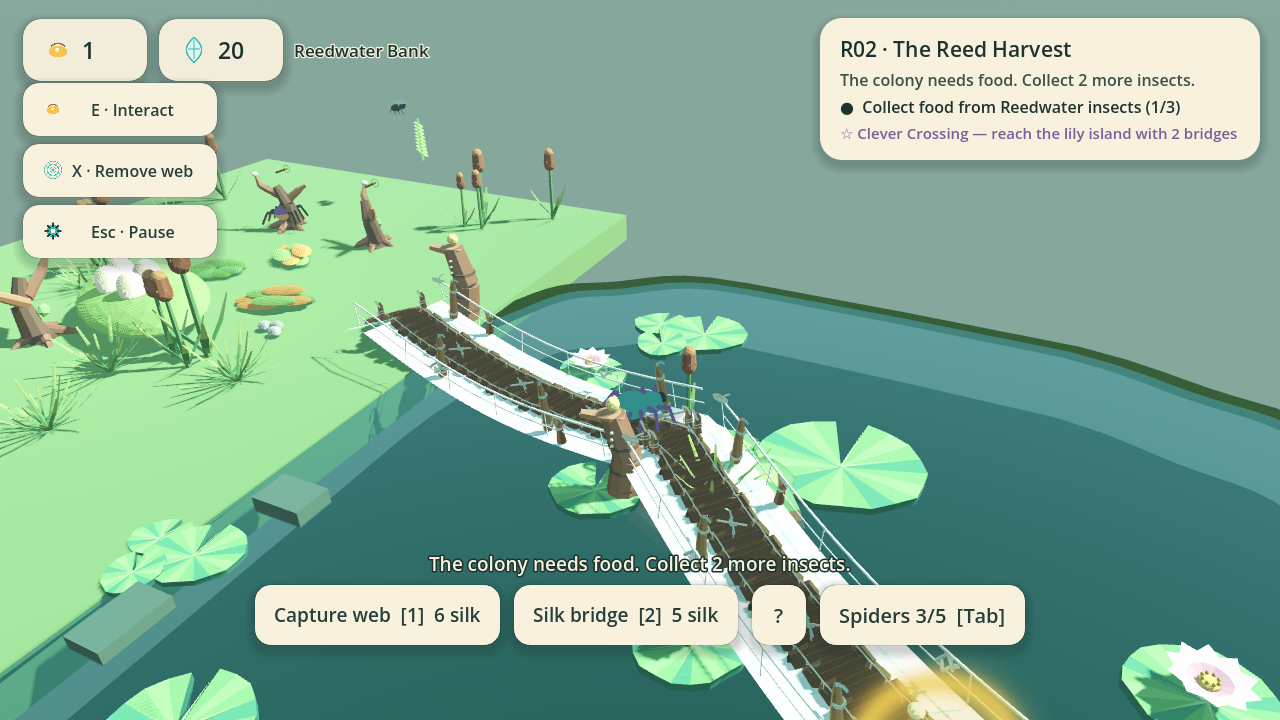 1
20
Reedwater Bank
E · Interact
X · Remove web
Esc · Pause
R02 · The Reed Harvest
The colony needs food. Collect 2 more insects.
● Collect food from Reedwater insects (1/3)
☆ Clever Crossing — reach the lily island with 2 bridges
The colony needs food. Collect 2 more insects.
Capture web [1] 6 silk
Silk bridge [2] 5 silk
?
Spiders 3/5 [Tab]